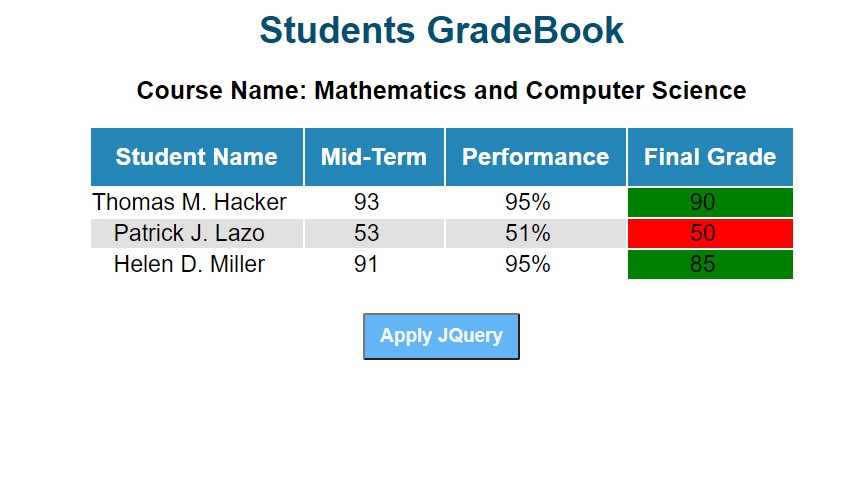 Students GradeBook
Course Name: Mathematics and Computer Science
Student Name Mid-Term Performance Final Grade
Thomas M. Hacker 93 95% 90
Patrick J. Lazo 53 51% 50
Helen D. Miller 91 95% 85
Apply JQuery